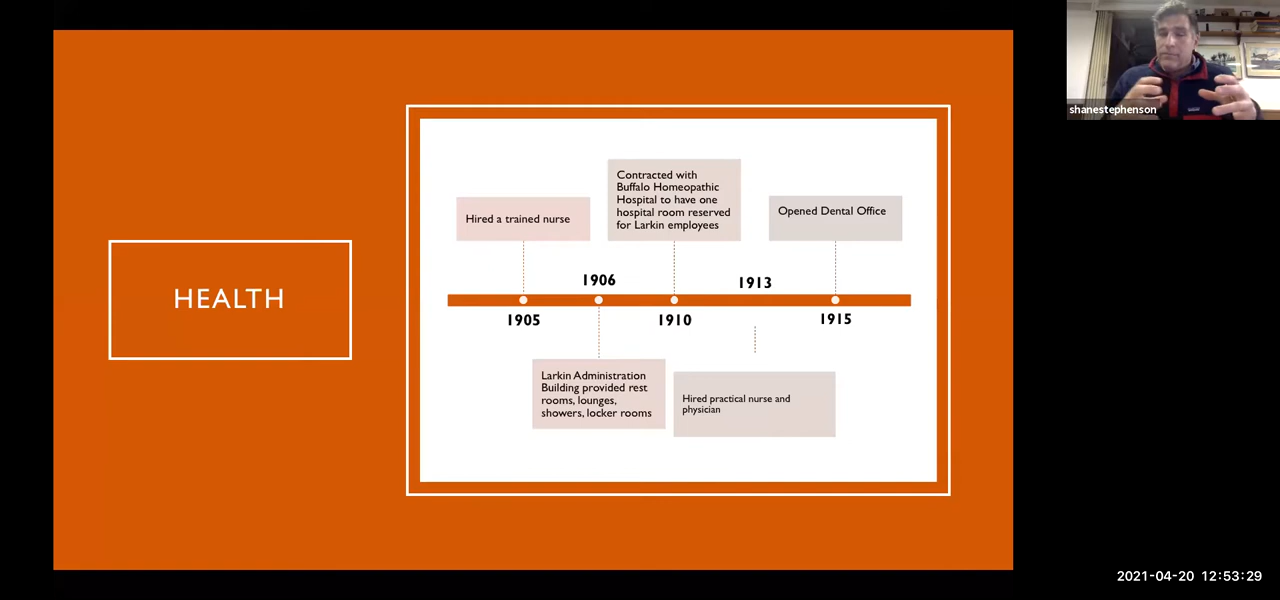 shanestephenson
HEALTH
Hired a trained nurse
Contracted with
Buffalo Homeopathic
Hospital to have one
hospital room reserved
for Larkin employees
Opened Dental Office
1906
1913
1905
1910
1915
Larkin Administration
Building provided rest
rooms, lounges,
showers, locker rooms
Hired practical nurse and
physician
2021-04-20 12:53:29